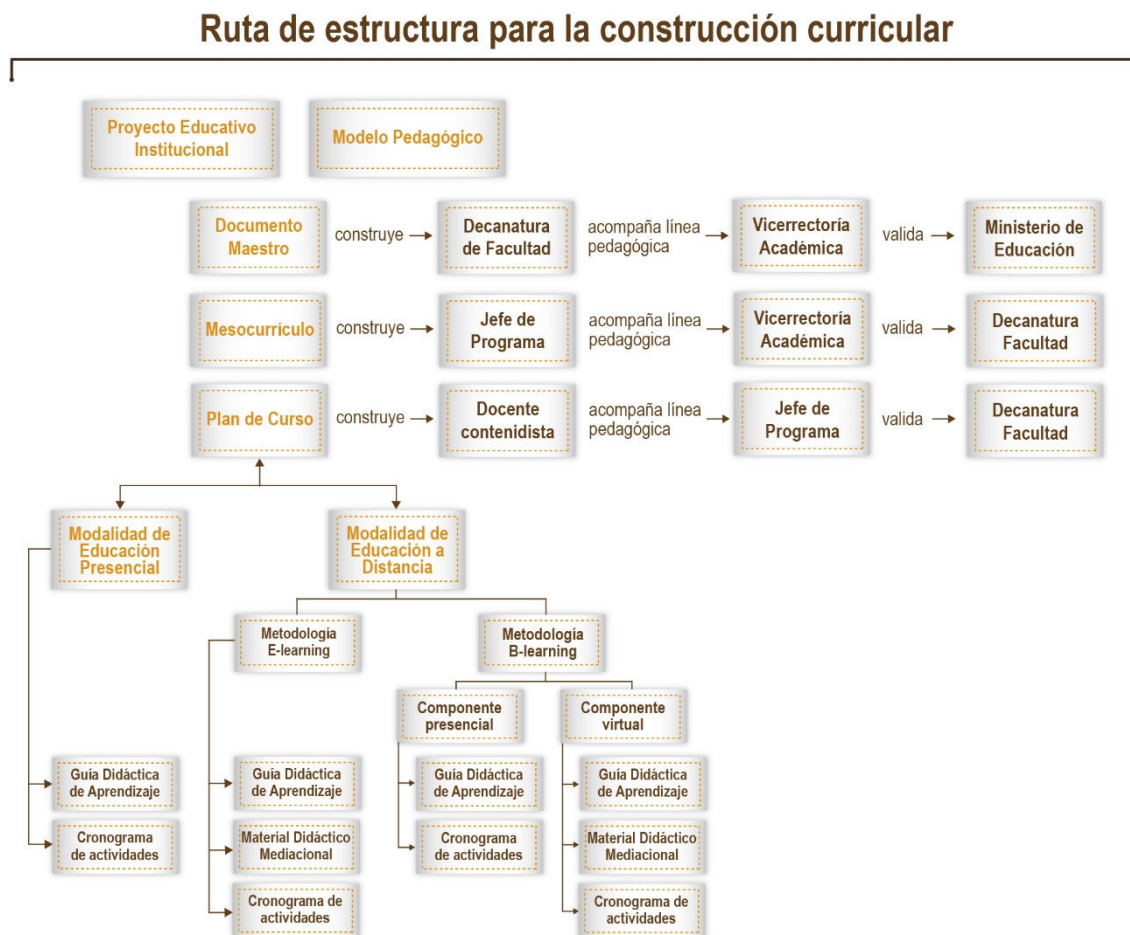 Ruta de estructura para la construcción curricular
Proyecto Educativo
Institucional
Modelo Pedagógico
Documento
Maestro
construye
Decanatura
de Facultad
acompaña línea
pedagógica
Vicerrectoría
Académica
valida
Ministerio de
Educación
Mesocurrículo
construye
Jefe de
Programa
acompaña línea
pedagógica
Vicerrectoría
Académica
valida
Decanatura
Facultad
Plan de Curso
construye
Docente
contenidista
acompaña línea
pedagógica
Jefe de
Programa
valida
Decanatura
Facultad
Modalidad de
Educación
Presencial
Modalidad de
Educación a
Distancia
Metodología
E-learning
Metodología
B-learning
Componente
presencial
Componente
virtual
Guía Didáctica
de Aprendizaje
Guía Didáctica
de Aprendizaje
Guía Didáctica
de Aprendizaje
Guía Didáctica
de Aprendizaje
Cronograma
de actividades
Material Didáctico
Mediacional
Cronograma
de actividades
Material Didáctico
Mediacional
Cronograma de
actividades
Cronograma de
actividades